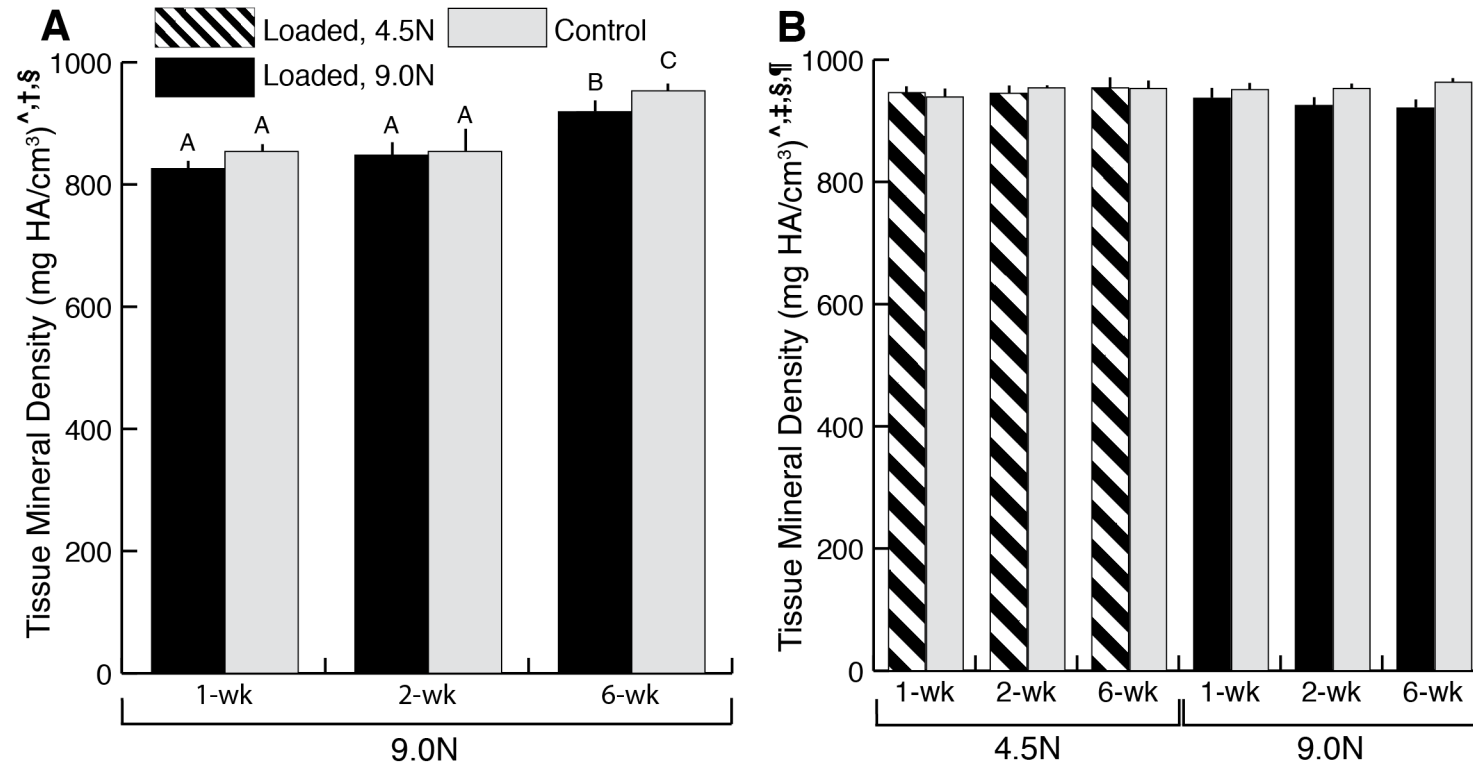 A
Loaded, 4.5N
Control
Loaded, 9.0N
Tissue Mineral Density (mg HA/cm³)^,†,§
1000
800
600
400
200
0
A
A
A
A
B
C
1-wk
2-wk
6-wk
9.0N
B
Tissue Mineral Density (mg HA/cm³)^,‡,§,¶
1000
800
600
400
200
0
1-wk
2-wk
6-wk
1-wk
2-wk
6-wk
4.5N
9.0N